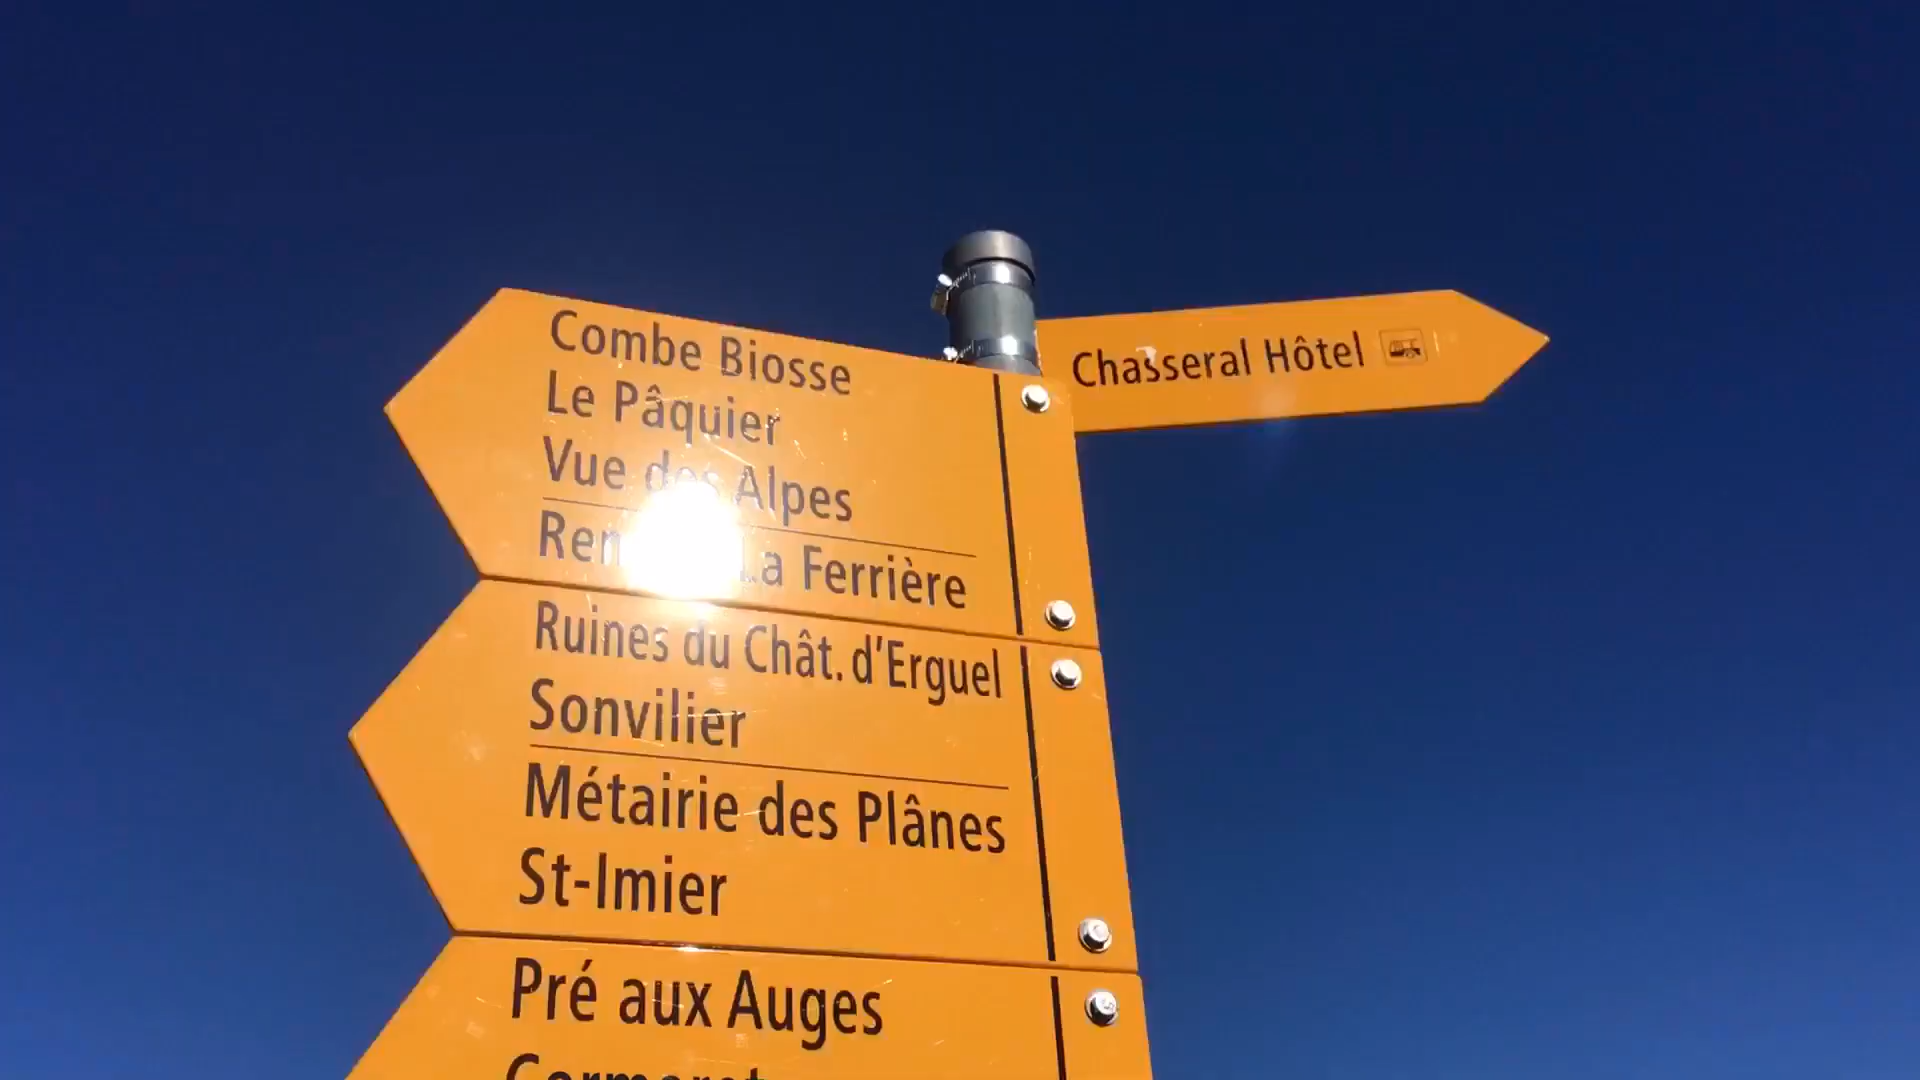 Combe Biosse
Le Pâquier
Vue des Alpes
La Ferrière
Chasseral Hôtel
Ruines du Chât. d'Erguel
Sonvilier
Métairie des Plânes
St-Imier
Pré aux Auges